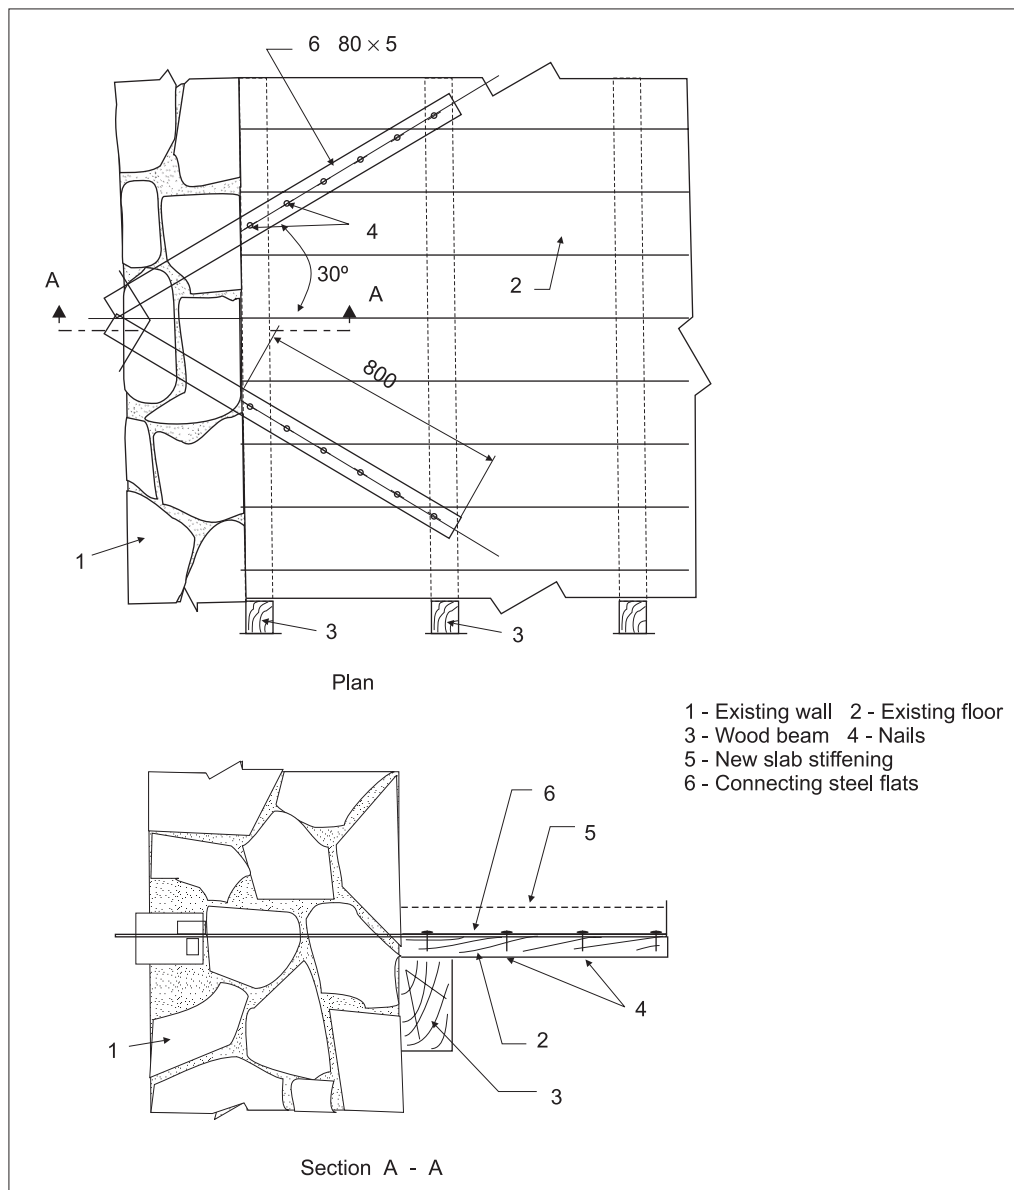 6 80 × 5
4
A
30º
A
2
800
1
3
3
Plan
1 - Existing wall 2 - Existing floor
3 - Wood beam 4 - Nails
5 - New slab stiffening
6 - Connecting steel flats
6
5
4
1
2
3
Section A - A